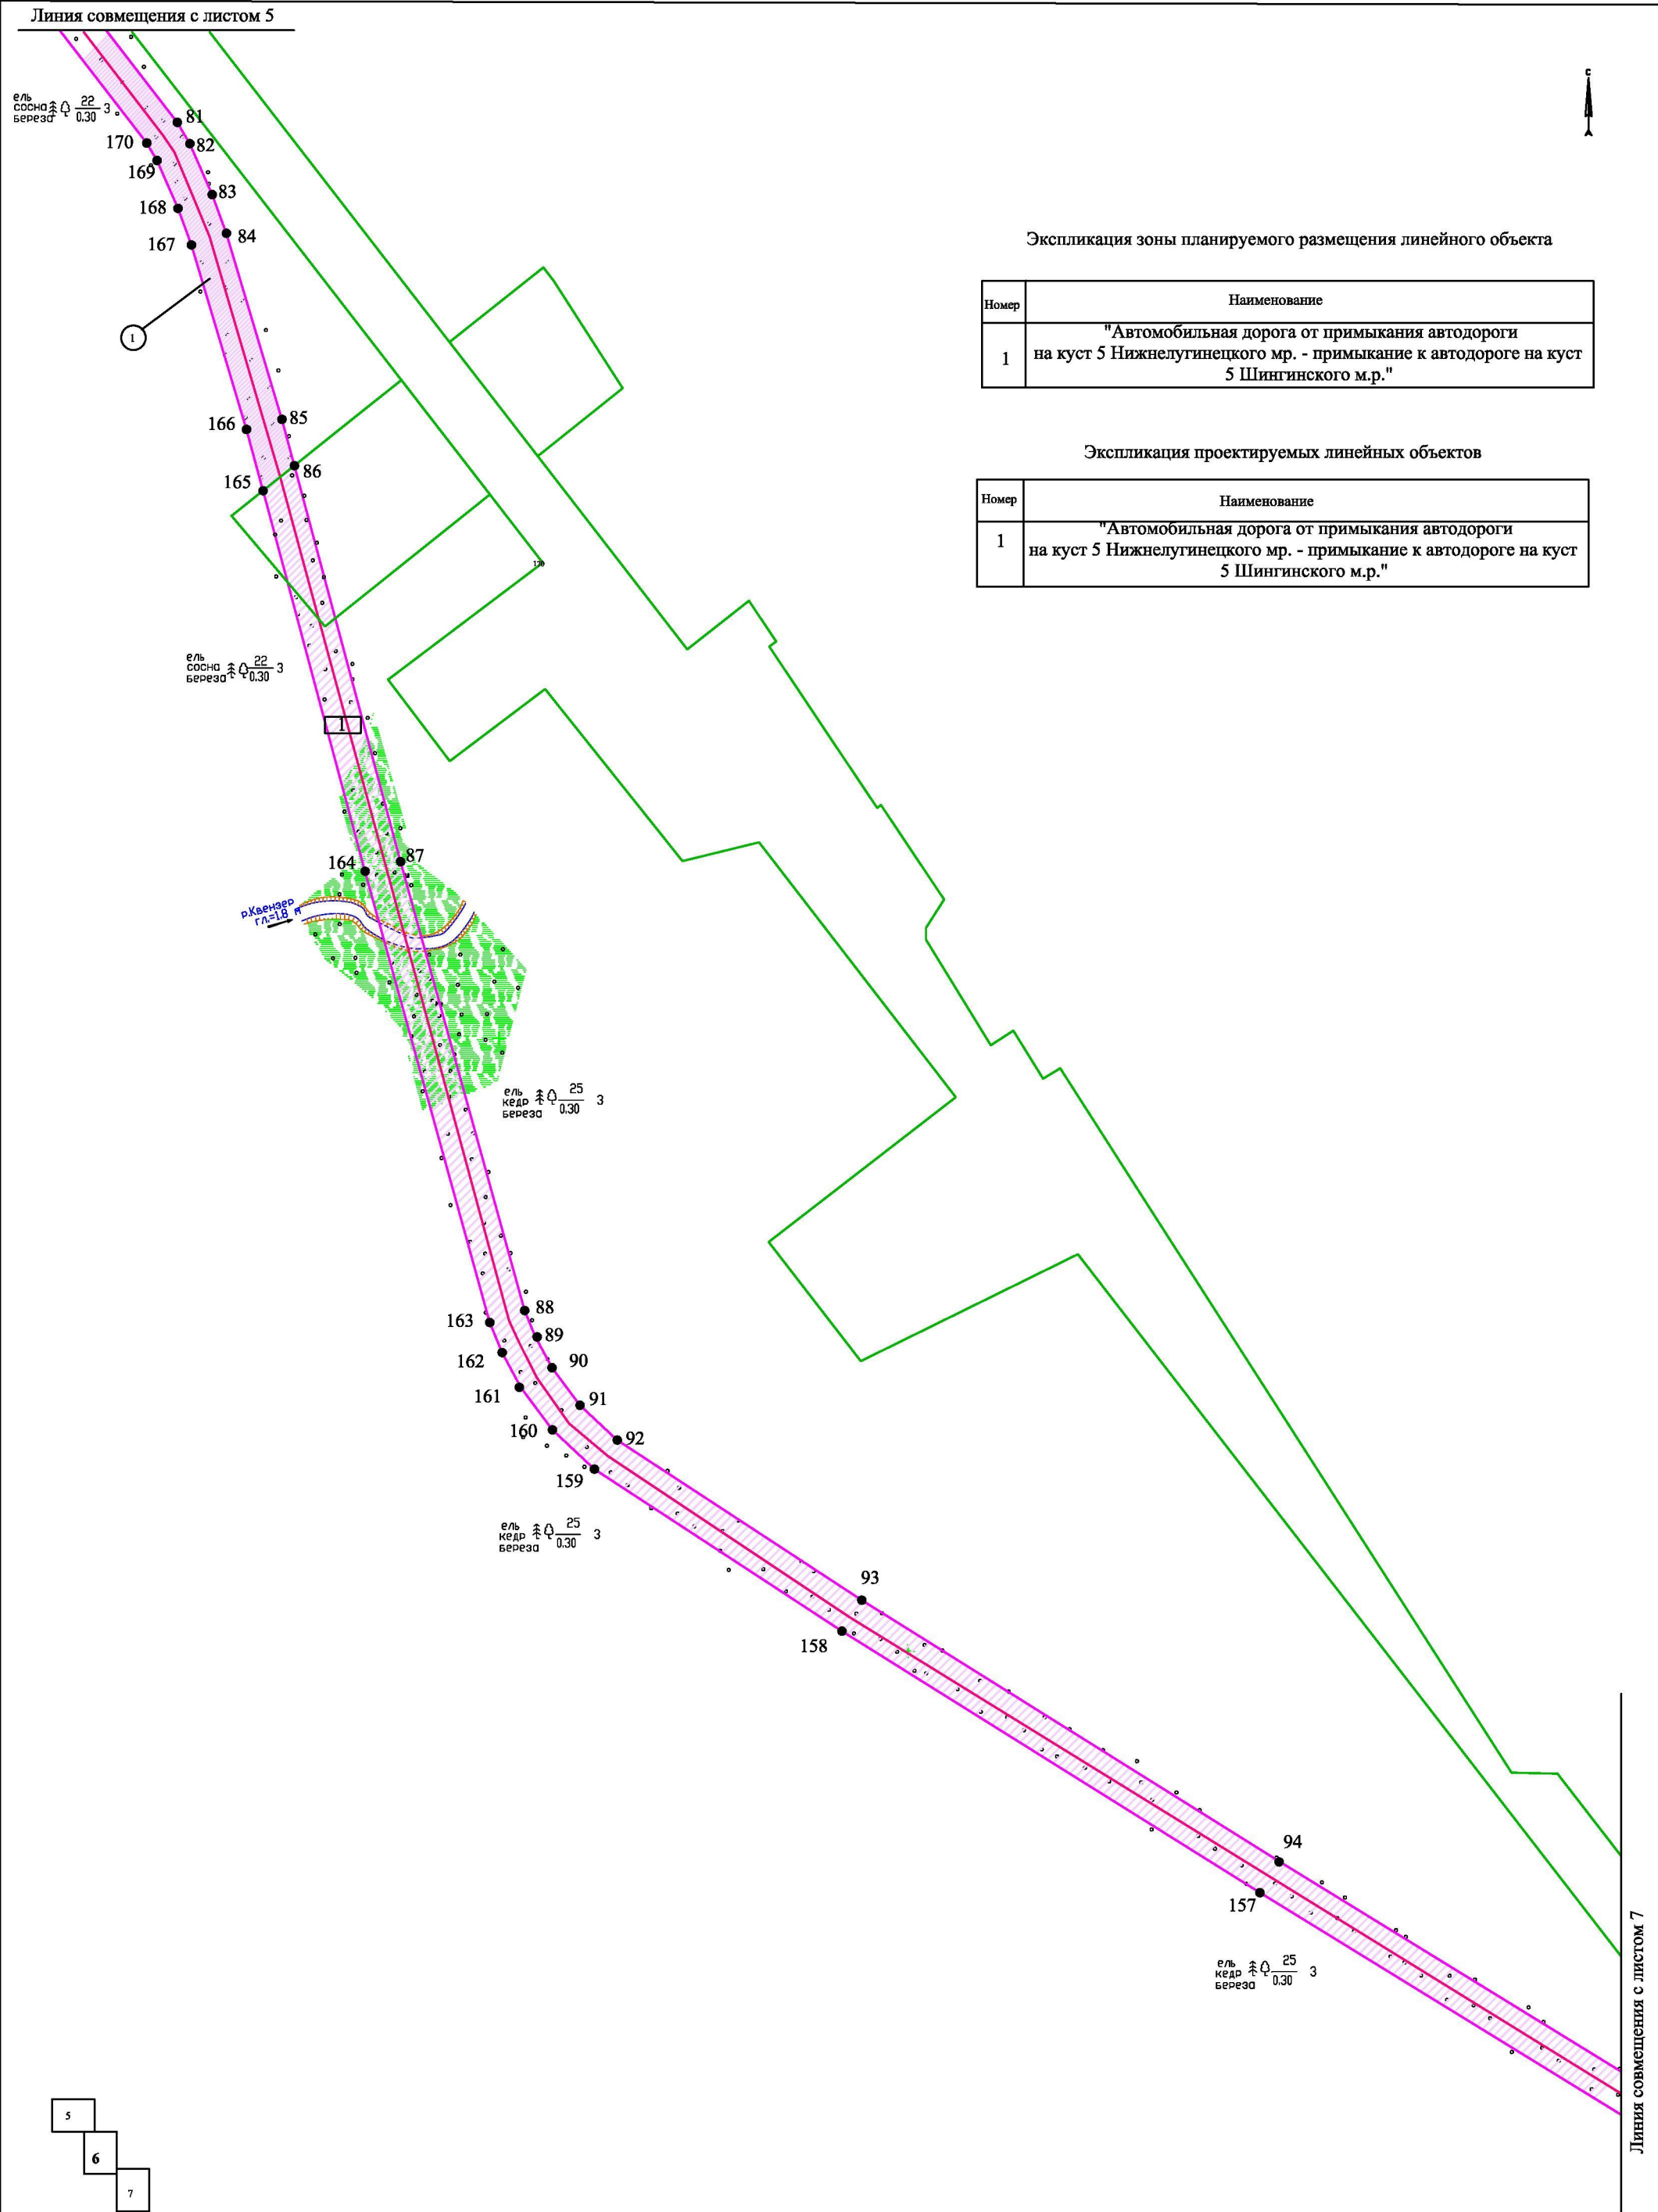 Линия совмещения с листом 5
с
ель
сосна
береза
22
0.30
3
81
170
82
169
83
168
84
167
1
Экспликация зоны планируемого размещения линейного объекта
Номер
Наименование
1
"Автомобильная дорога от примыкания автодороги
на куст 5 Нижнелугинецкого мр. - примыкание к автодороге на куст
5 Шингинского м.р."
85
166
86
165
Экспликация проектируемых линейных объектов
Номер
Наименование
1
"Автомобильная дорога от примыкания автодороги
на куст 5 Нижнелугинецкого мр. - примыкание к автодороге на куст
5 Шингинского м.р."
ель
сосна
береза
22
0.30
3
1
87
164
р.Квензер
гл.=1.8 м
ель
кедр
береза
25
0.30
3
88
163
89
162
90
161
91
160
92
159
ель
кедр
береза
25
0.30
3
93
158
94
157
ель
кедр
береза
25
0.30
3
Линия совмещения с листом 7
5
6
7